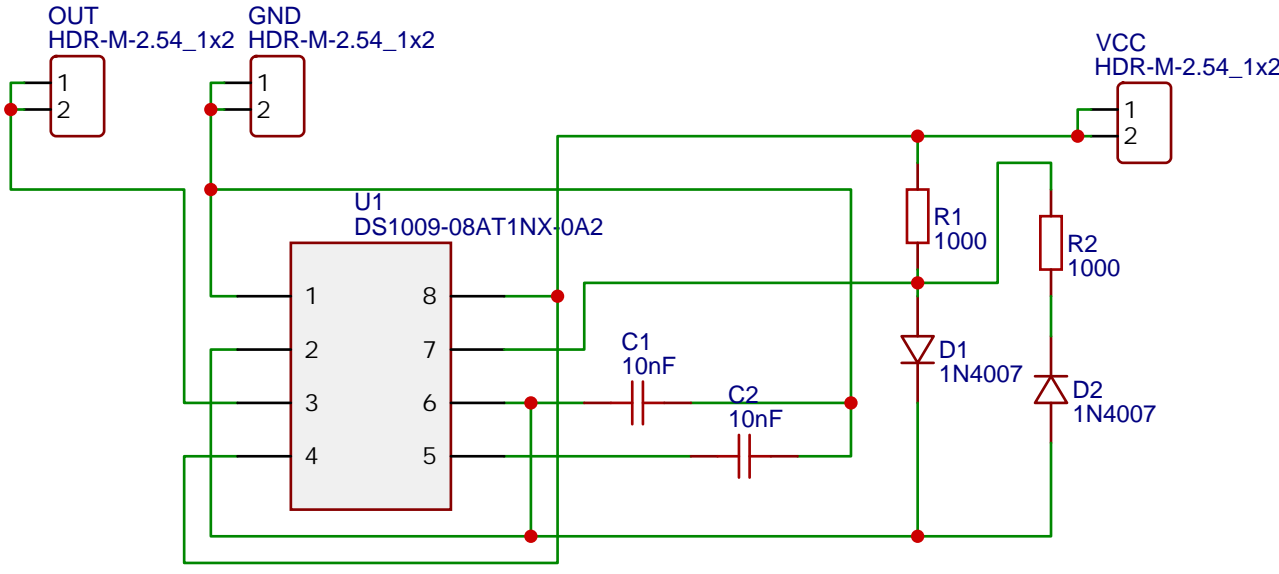 OUT
HDR-M-2.54_1x2
1
2
GND
HDR-M-2.54_1x2
1
2
VCC
HDR-M-2.54_1x2
1
2
U1
DS1009-08AT1NX-0A2
1
2
3
4
8
7
6
5
C1
10nF
C2
10nF
R1
1000
R2
1000
D1
1N4007
D2
1N4007